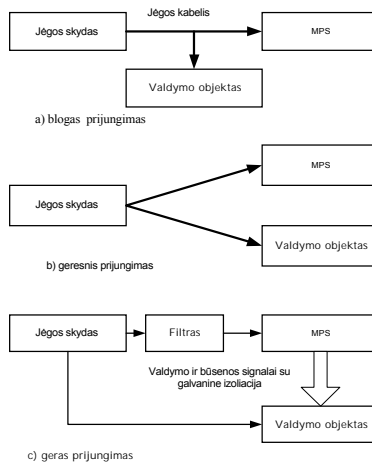 Jėgos kabelis
Jėgos skydas
MPS
Valdymo objektas
a) blogas prijungimas
MPS
Jėgos skydas
Valdymo objektas
b) geresnis prijungimas
Jėgos skydas
Filtras
MPS
Valdymo ir būsenos signalai su
galvanine izoliacija
Valdymo objektas
c) geras prijungimas